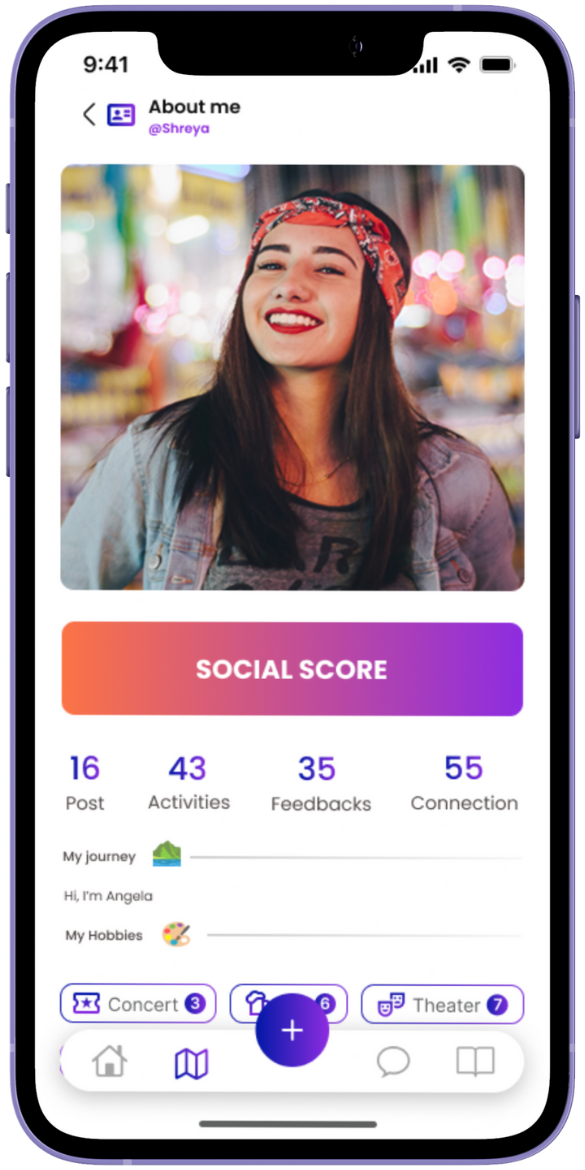 9:41
About me
@Shreya
SOCIAL SCORE
16 43 35 55
Post Activities Feedbacks Connection
My journey
Hi, I'm Angela
My Hobbies
Concert 3 6 Theater 7